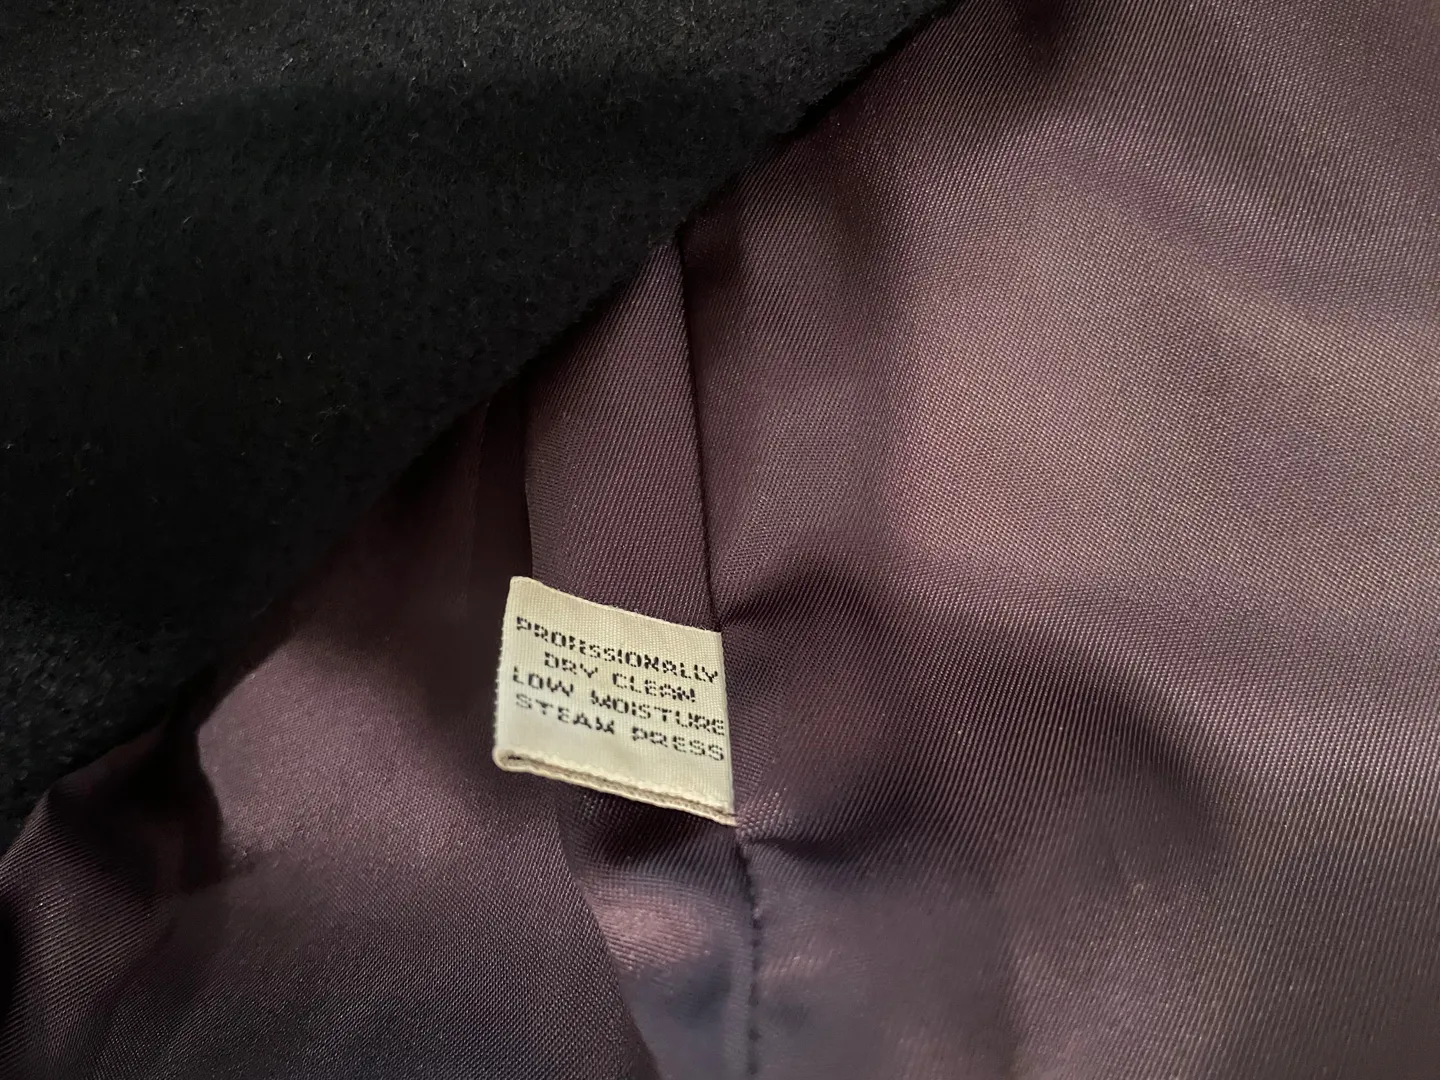 PROFESSIONALLY
DRY CLEAN
LOW MOISTURE
STEAM PRESS